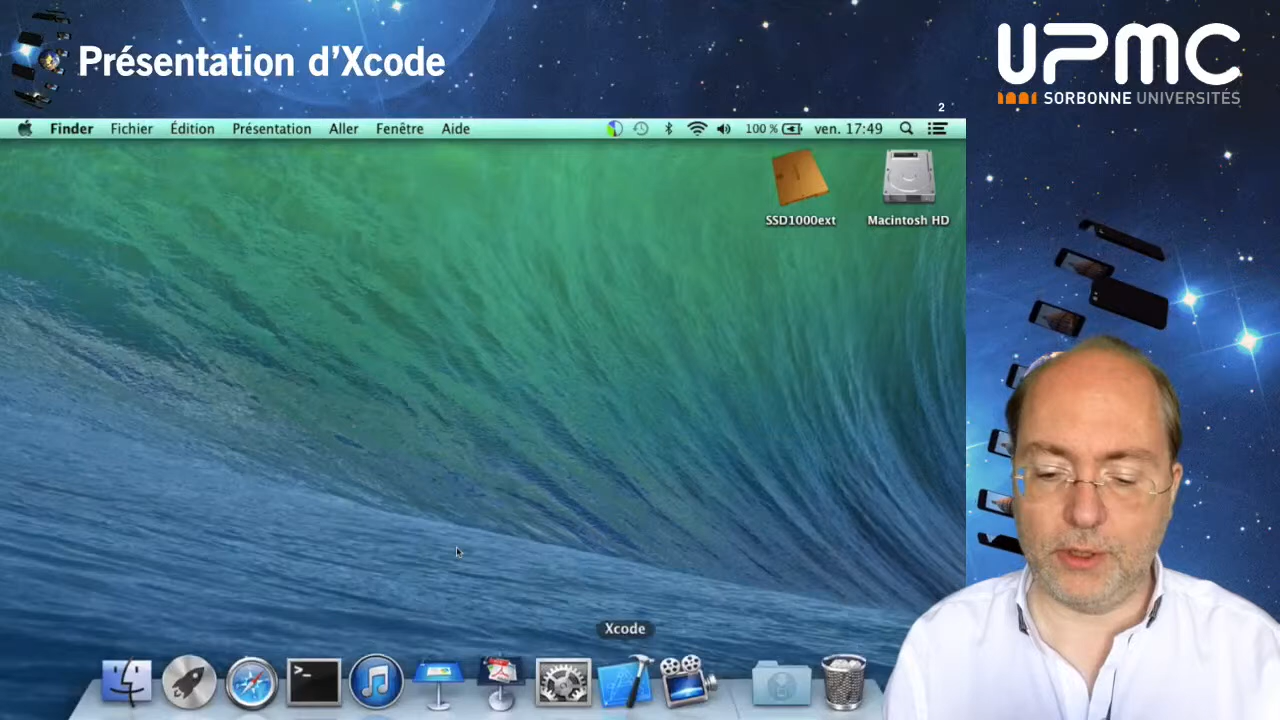 Présentation d'Xcode
UPMC
SORBONNE UNIVERSITÉS
2
Finder Fichier Édition Présentation Aller Fenêtre Aide 100 % ven. 17:49
SSD1000ext
Macintosh HD
Xcode
>_